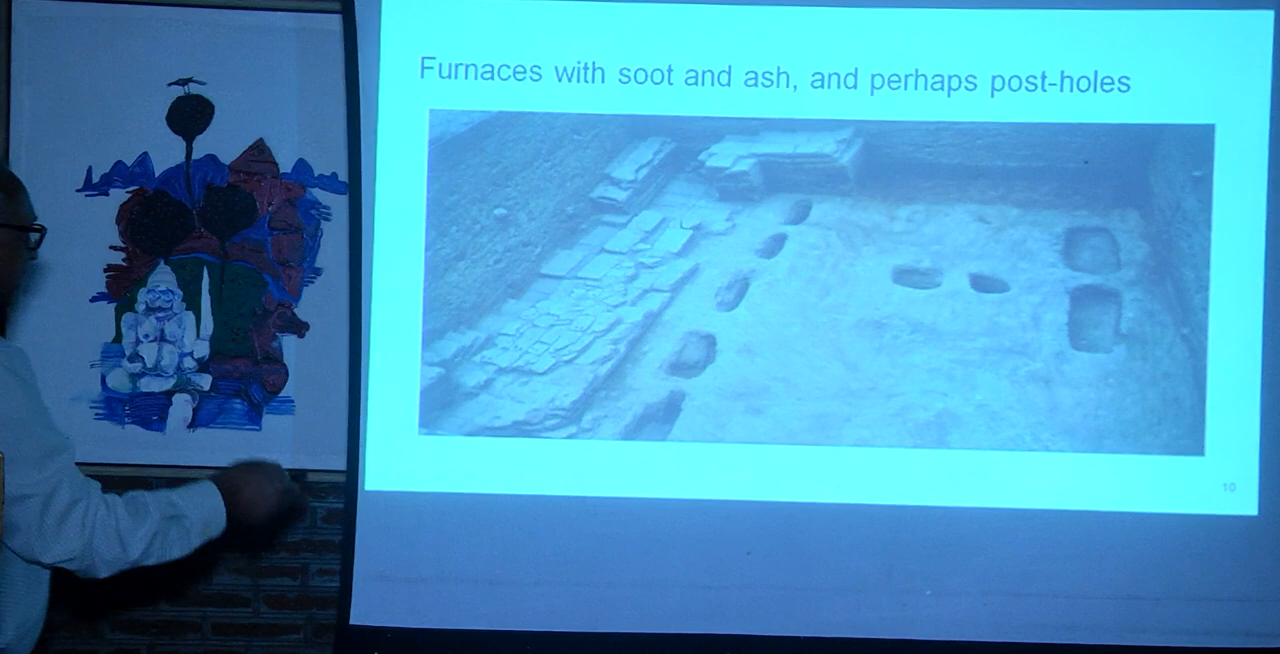 Furnaces with soot and ash, and perhaps post-holes
10